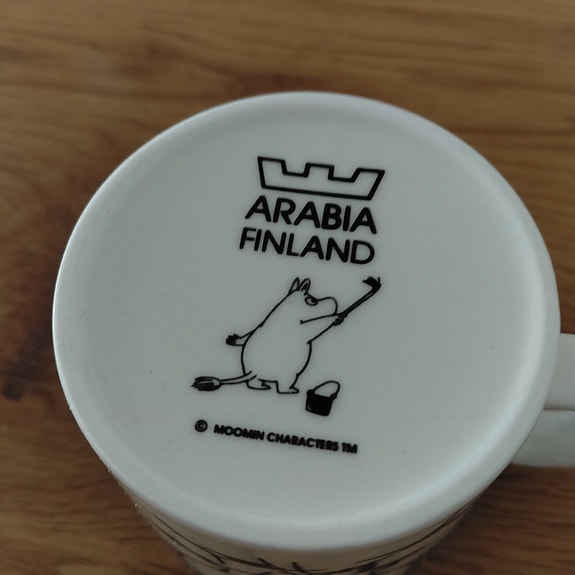 ARABIA
FINLAND
© MOOMIN CHARACTERS TM